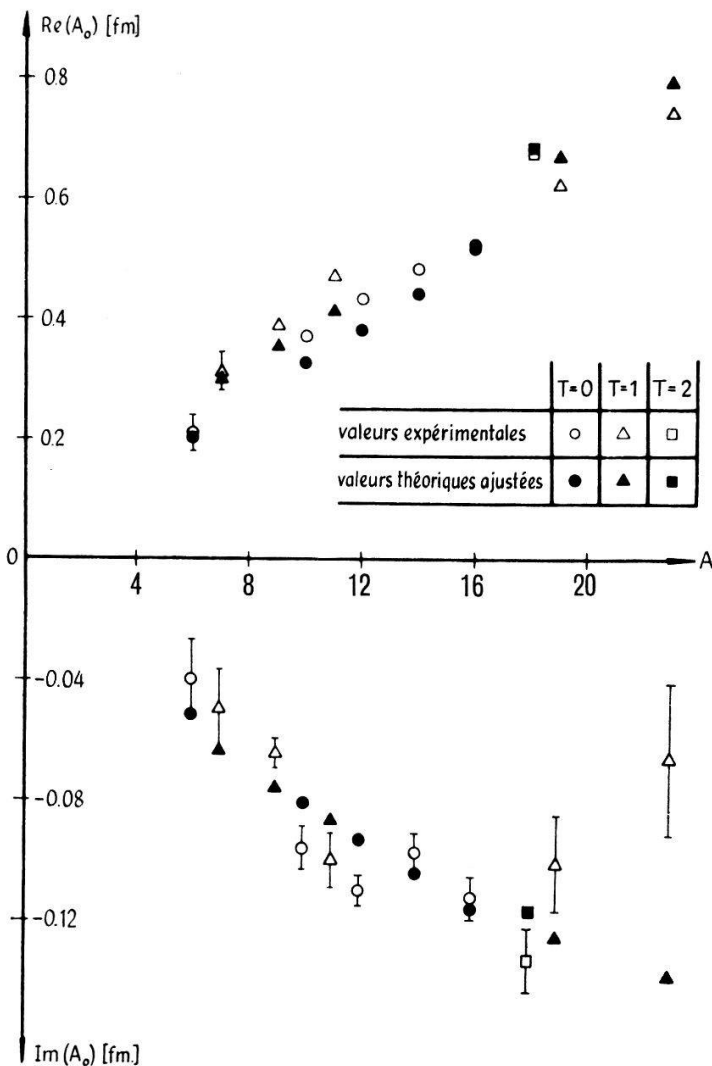 Re(A₀) [fm]
0.8
0.6
0.4
T=0 T=1 T=2
valeurs expérimentales
0.2
valeurs théoriques ajustées
0
A
4 8 12 16 20
-0.04
-0.08
-0.12
Im(A₀) [fm.]